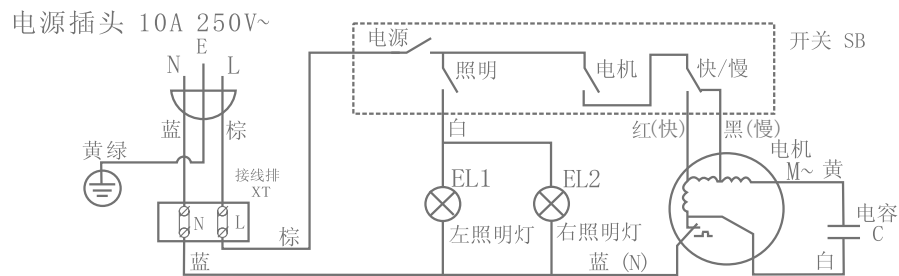 电源插头 10A 250V~
E
N L
电源
开关 SB
照明 电机 快/慢
蓝 棕
白
红(快) 黑(慢)
黄绿
电机
M~ 黄
接线排
XT
EL1 EL2
N L
电容
C
棕
左照明灯 右照明灯
蓝 蓝 (N) 白